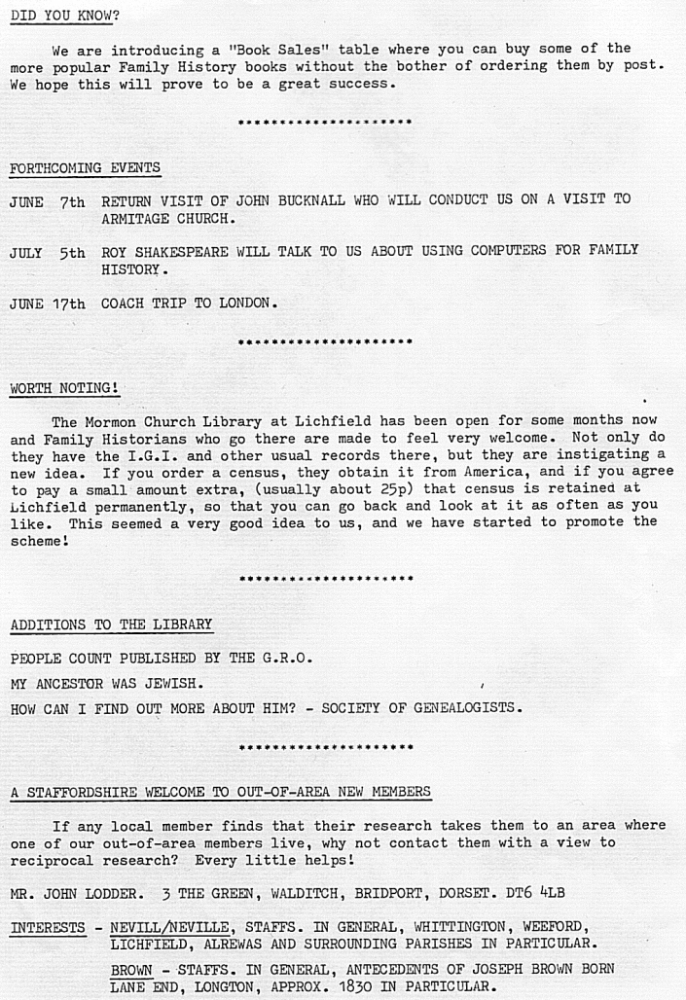 DID YOU KNOW?
We are introducing a "Book Sales" table where you can buy some of the
more popular Family History books without the bother of ordering them by post.
We hope this will prove to be a great success.
*********************
FORTHCOMING EVENTS
JUNE 7th RETURN VISIT OF JOHN BUCKNALL WHO WILL CONDUCT US ON A VISIT TO
ARMITAGE CHURCH.
JULY 5th ROY SHAKESPEARE WILL TALK TO US ABOUT USING COMPUTERS FOR FAMILY
HISTORY.
JUNE 17th COACH TRIP TO LONDON.
*********************
WORTH NOTING!
The Mormon Church Library at Lichfield has been open for some months now
and Family Historians who go there are made to feel very welcome. Not only do
they have the I.G.I. and other usual records there, but they are instigating a
new idea. If you order a census, they obtain it from America, and if you agree
to pay a small amount extra, (usually about 25p) that census is retained at
Lichfield permanently, so that you can go back and look at it as often as you
like. This seemed a very good idea to us, and we have started to promote the
scheme!
*********************
ADDITIONS TO THE LIBRARY
PEOPLE COUNT PUBLISHED BY THE G.R.O.
MY ANCESTOR WAS JEWISH.
HOW CAN I FIND OUT MORE ABOUT HIM? - SOCIETY OF GENEALOGISTS.
*********************
A STAFFORDSHIRE WELCOME TO OUT-OF-AREA NEW MEMBERS
If any local member finds that their research takes them to an area where
one of our out-of-area members live, why not contact them with a view to
reciprocal research? Every little helps!
MR. JOHN LODDER. 3 THE GREEN, WALDITCH, BRIDPORT, DORSET. DT6 4LB
INTERESTS - NEVILL/NEVILLE, STAFFS. IN GENERAL, WHITTINGTON, WEEFORD,
LICHFIELD, ALREWAS AND SURROUNDING PARISHES IN PARTICULAR.
BROWN - STAFFS. IN GENERAL, ANTECEDENTS OF JOSEPH BROWN BORN
LANE END, LONGTON, APPROX. 1830 IN PARTICULAR.